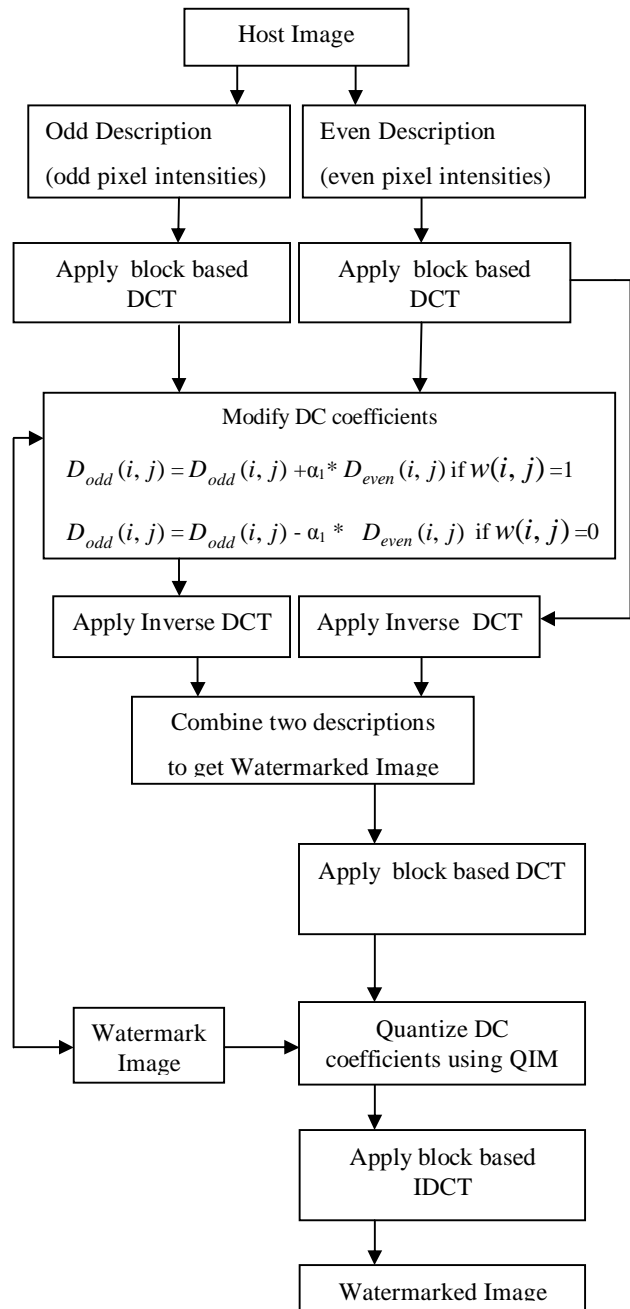 Host Image
Odd Description
(odd pixel intensities)
Even Description
(even pixel intensities)
Apply block based
DCT
Apply block based
DCT
Modify DC coefficients
D_odd (i, j) = D_odd (i, j) +α₁* D_even (i, j) if w(i, j) =1
D_odd (i, j) = D_odd (i, j) - α₁ * D_even (i, j) if w(i, j) =0
Apply Inverse DCT
Apply Inverse DCT
Combine two descriptions
to get Watermarked Image
Apply block based DCT
Watermark
Image
Quantize DC
coefficients using QIM
Apply block based
IDCT
Watermarked Image